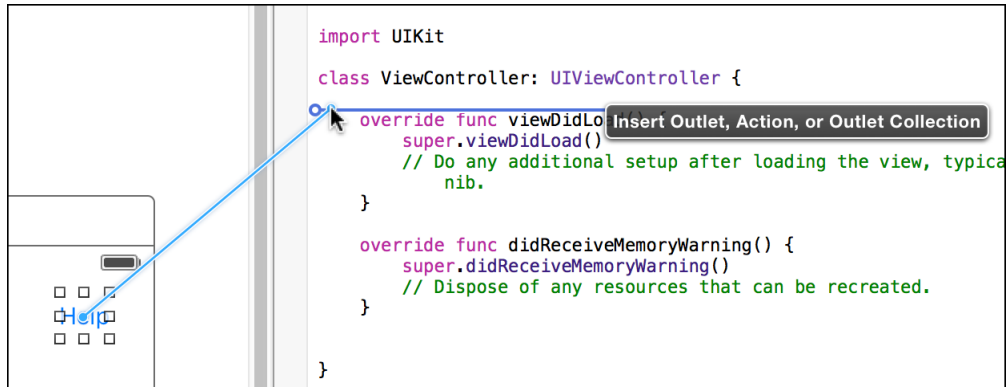 import UIKit
class ViewController: UIViewController {
override func viewDidLo
Insert Outlet, Action, or Outlet Collection
super.viewDidLoad()
// Do any additional setup after loading the view, typica
nib.
}
override func didReceiveMemoryWarning() {
super.didReceiveMemoryWarning()
// Dispose of any resources that can be recreated.
}
Help
}